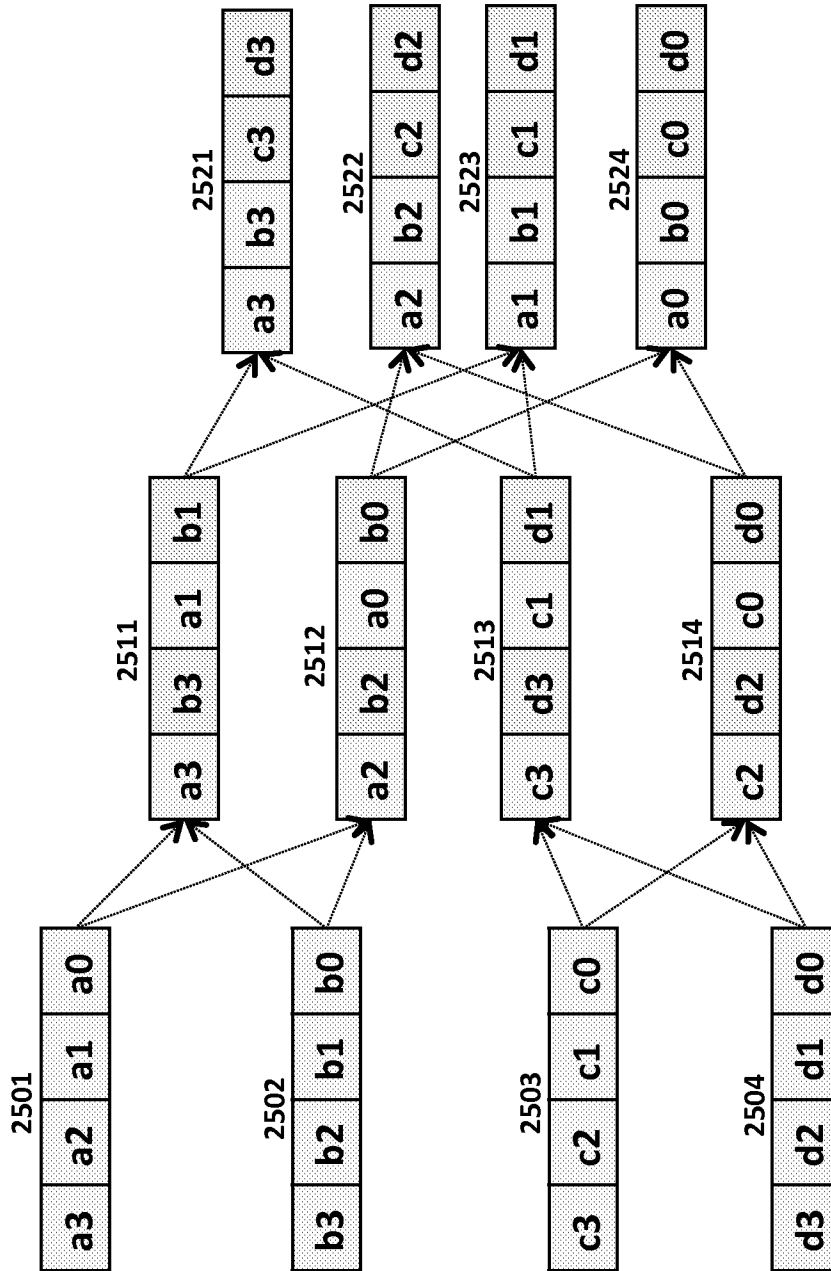 2501
a3 a2 a1 a0
2502
b3 b2 b1 b0
2503
c3 c2 c1 c0
2504
d3 d2 d1 d0
2511
a3 b3 a1 b1
2512
a2 b2 a0 b0
2513
c3 d3 c1 d1
2514
c2 d2 c0 d0
2521
a3 b3 c3 d3
2522
a2 b2 c2 d2
2523
a1 b1 c1 d1
2524
a0 b0 c0 d0